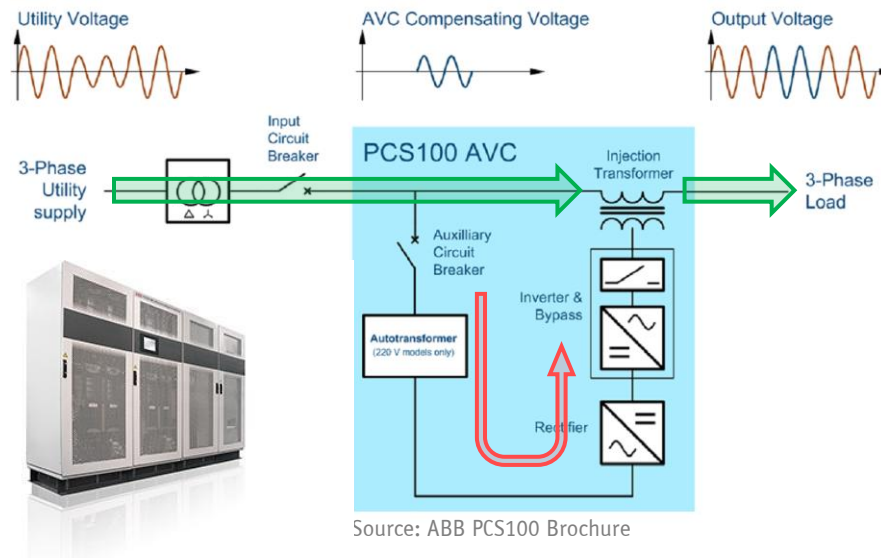 Utility Voltage
AVC Compensating Voltage
Output Voltage
Input
Circuit
Breaker
PCS100 AVC
Injection
Transformer
3-Phase
Utility
supply
3-Phase
Load
Auxilliary
Circuit
Breaker
Inverter &
Bypass
Autotransformer
(220 V models only)
Rectifier
Source: ABB PCS100 Brochure